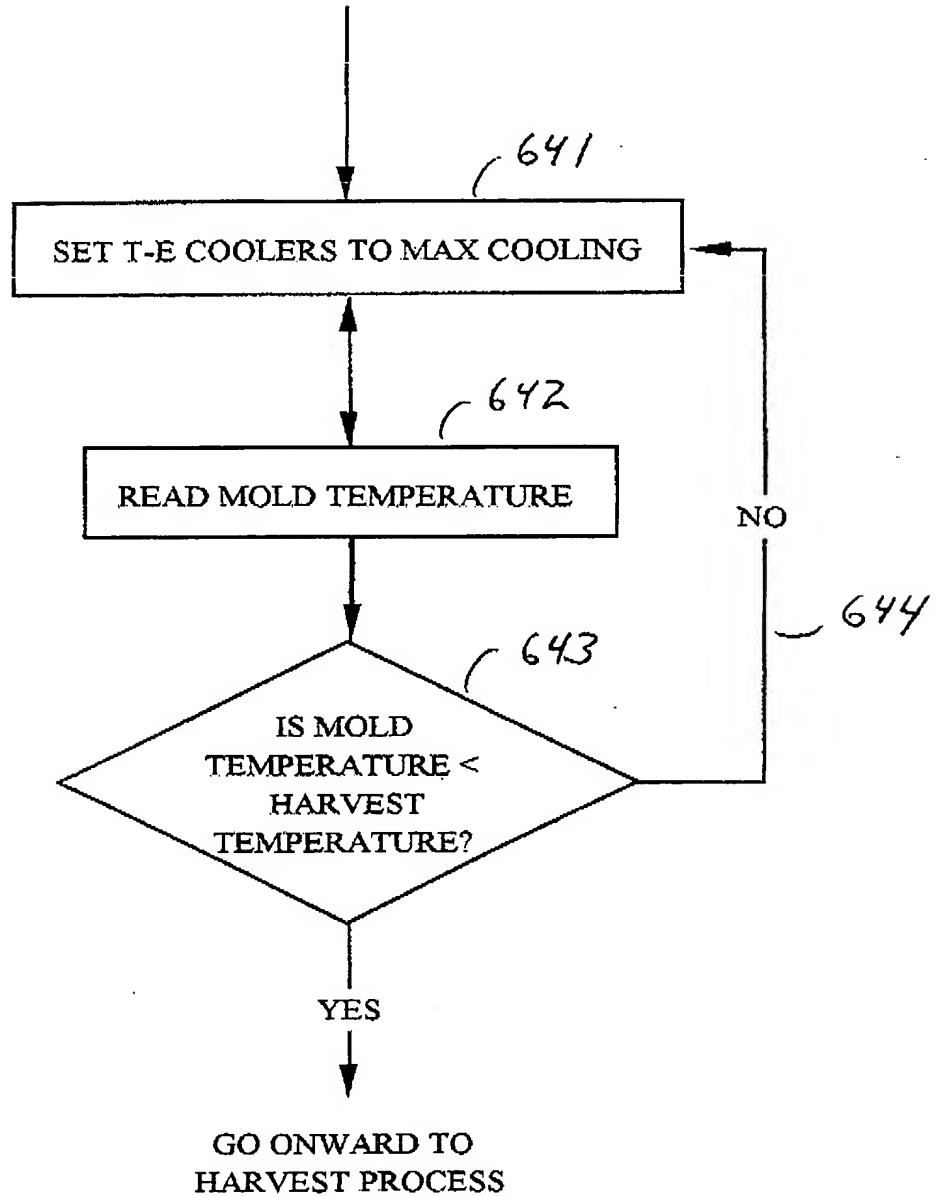 641
SET T-E COOLERS TO MAX COOLING
642
READ MOLD TEMPERATURE
NO
644
643
IS MOLD
TEMPERATURE <
HARVEST
TEMPERATURE?
YES
GO ONWARD TO
HARVEST PROCESS